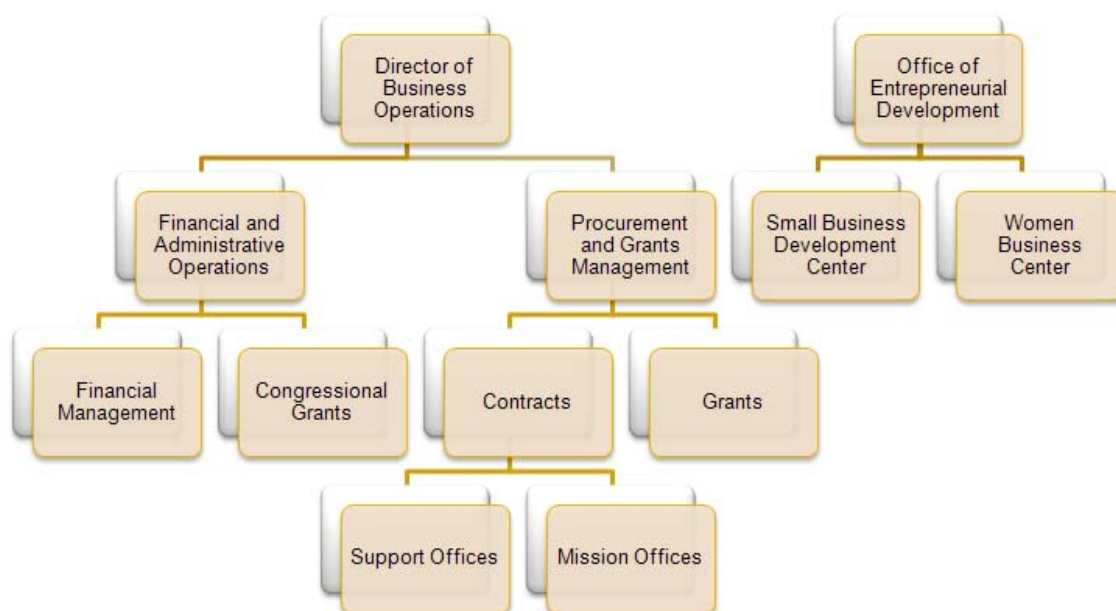 Director of
Business
Operations
Office of
Entrepreneurial
Development
Financial and
Administrative
Operations
Procurement
and Grants
Management
Small Business
Development
Center
Women
Business
Center
Financial
Management
Congressional
Grants
Contracts
Grants
Support Offices
Mission Offices